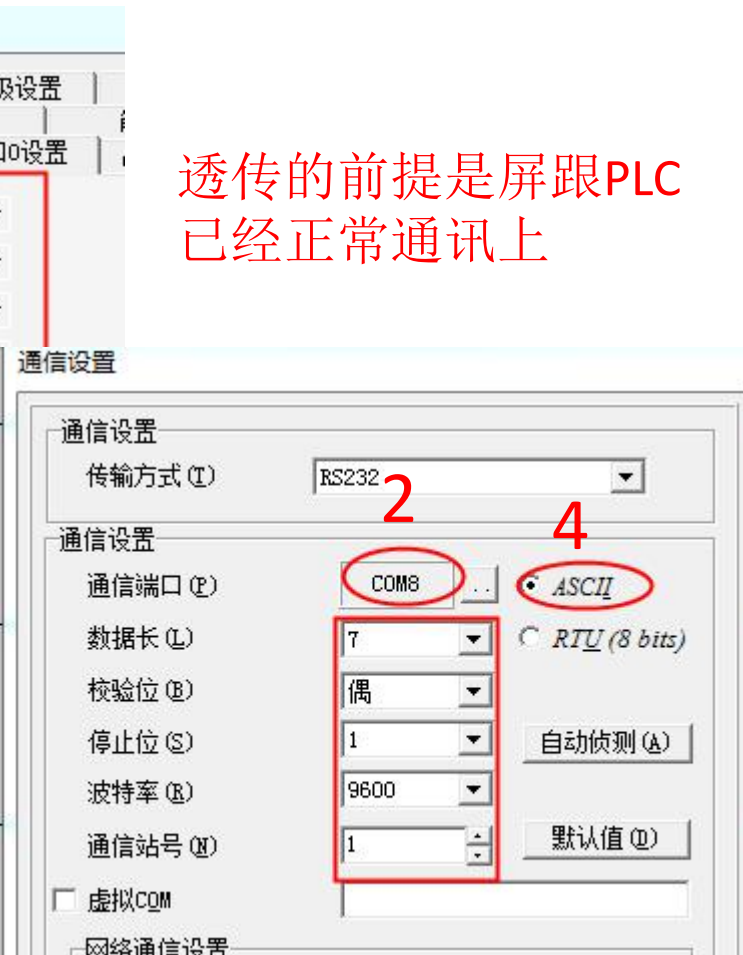 设置
0设置
透传的前提是屏跟PLC
已经正常通讯上
通信设置
通信设置
传输方式(T)
RS232
2
4
通信设置
通信端口(P)
COM8
..
ASCII
数据长(L)
7
RTU (8 bits)
校验位(B)
偶
停止位(S)
1
自动侦测(A)
波特率(R)
9600
通信站号(N)
1
默认值(D)
虚拟COM
网络通信设置